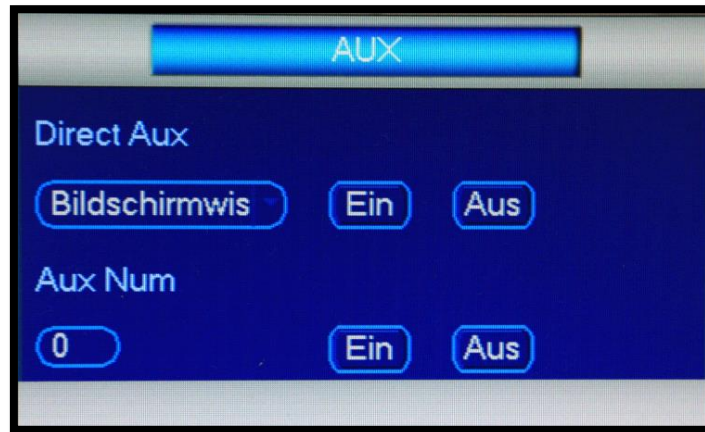 AUX
Direct Aux
Bildschirmwis Ein Aus
Aux Num
0 Ein Aus